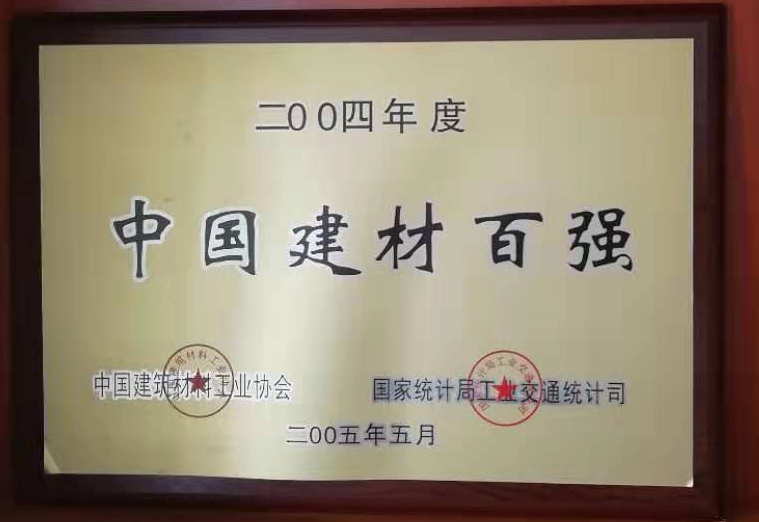 二00四年度
中国建材百强
中国建筑材料工业协会 国家统计局工业交通统计司
二00五年五月